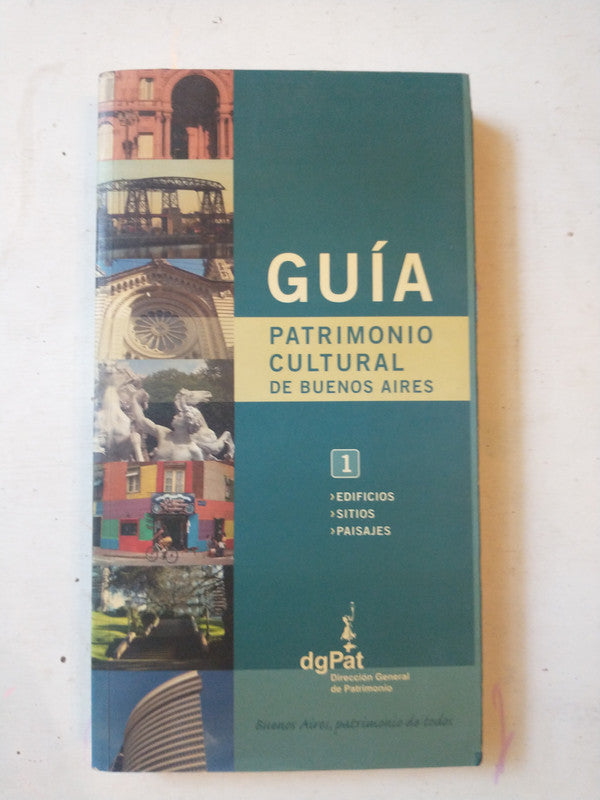 GUÍA
PATRIMONIO
CULTURAL
DE BUENOS AIRES
1
›EDIFICIOS
›SITIOS
›PAISAJES
dgPat
Dirección General
de Patrimonio
Buenos Aires, patrimonio de todos